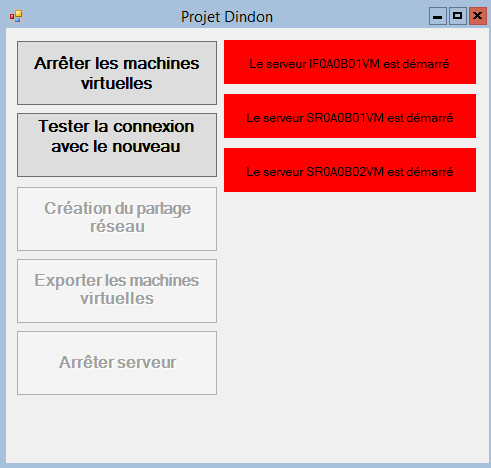 Projet Dindon
Arrêter les machines
virtuelles
Tester la connexion
avec le nouveau
Création du partage
réseau
Exporter les machines
virtuelles
Arrêter serveur
Le serveur IF0A0B01VM est démarré
Le serveur SR0A0B01VM est démarré
Le serveur SR0A0B02VM est démarré